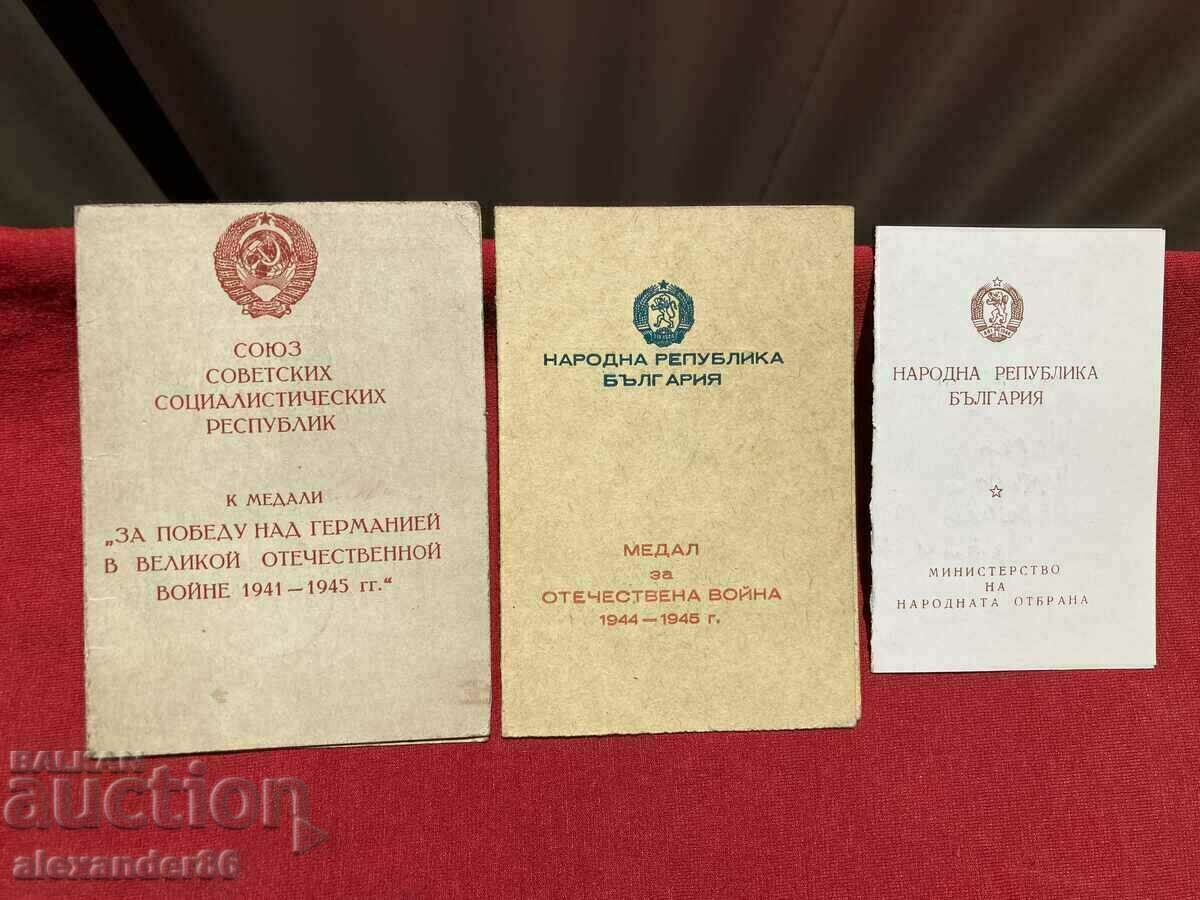 СОЮЗ
СОВЕТСКИХ
СОЦИАЛИСТИЧЕСКИХ
РЕСПУБЛИК
К МЕДАЛИ
„ЗА ПОБЕДУ НАД ГЕРМАНИЕЙ
В ВЕЛИКОЙ ОТЕЧЕСТВЕННОЙ
ВОЙНЕ 1941—1945 гг.“
НАРОДНА РЕПУБЛИКА
БЪЛГАРИЯ
МЕДАЛ
за
ОТЕЧЕСТВЕНА ВОЙНА
1944—1945 г.
НАРОДНА РЕПУБЛИКА
БЪЛГАРИЯ
МИНИСТЕРСТВО
НА
НАРОДНАТА ОТБРАНА
BALKAN
auction
alexander86